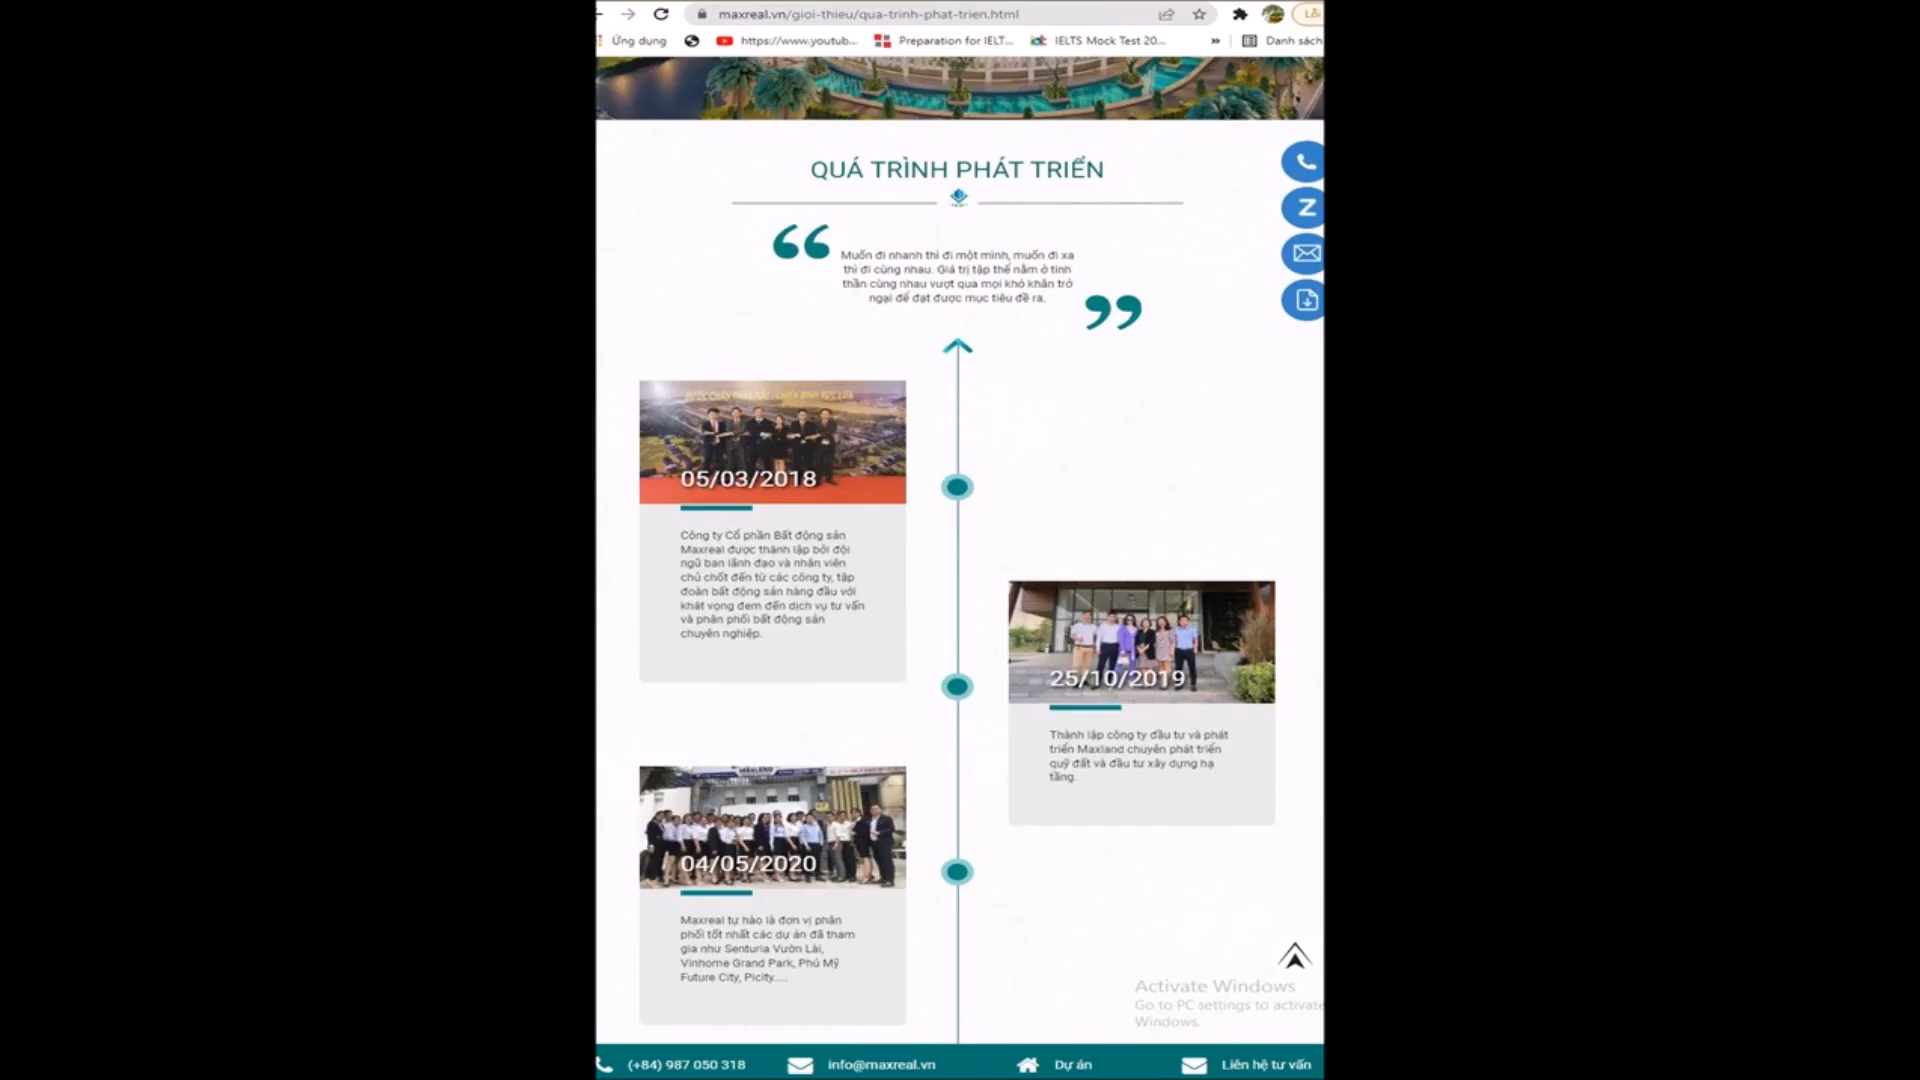 maxreal.vn/gioi-thieu/qua-trinh-phat-trien.html
Lỗi
Ứng dụng
https://www.youtub...
Preparation for IELT...
IELTS Mock Test 20...
»
Danh sách
QUÁ TRÌNH PHÁT TRIỂN
Muốn đi nhanh thì đi một mình, muốn đi xa
thì đi cùng nhau. Giá trị tập thể nằm ở tinh
thần cùng nhau vượt qua mọi khó khăn trở
ngại để đạt được mục tiêu đề ra.
05/03/2018
Công ty Cổ phần Bất động sản
Maxreal được thành lập bởi đội
ngũ ban lãnh đạo và nhân viên
chủ chốt đến từ các công ty, tập
đoàn bất động sản hàng đầu với
khát vọng đem đến dịch vụ tư vấn
và phân phối bất động sản
chuyên nghiệp.
25/10/2019
Thành lập công ty đầu tư và phát
triển Maxland chuyên phát triển
quỹ đất và đầu tư xây dựng hạ
tầng.
MAXLAND
04/05/2020
Maxreal tự hào là đơn vị phân
phối tốt nhất các dự án đã tham
gia như Senturia Vườn Lài,
Vinhome Grand Park, Phú Mỹ
Future City, Picity.....
Activate Windows
Go to PC settings to activate
Windows.
(+84) 987 050 318
info@maxreal.vn
Dự án
Liên hệ tư vấn